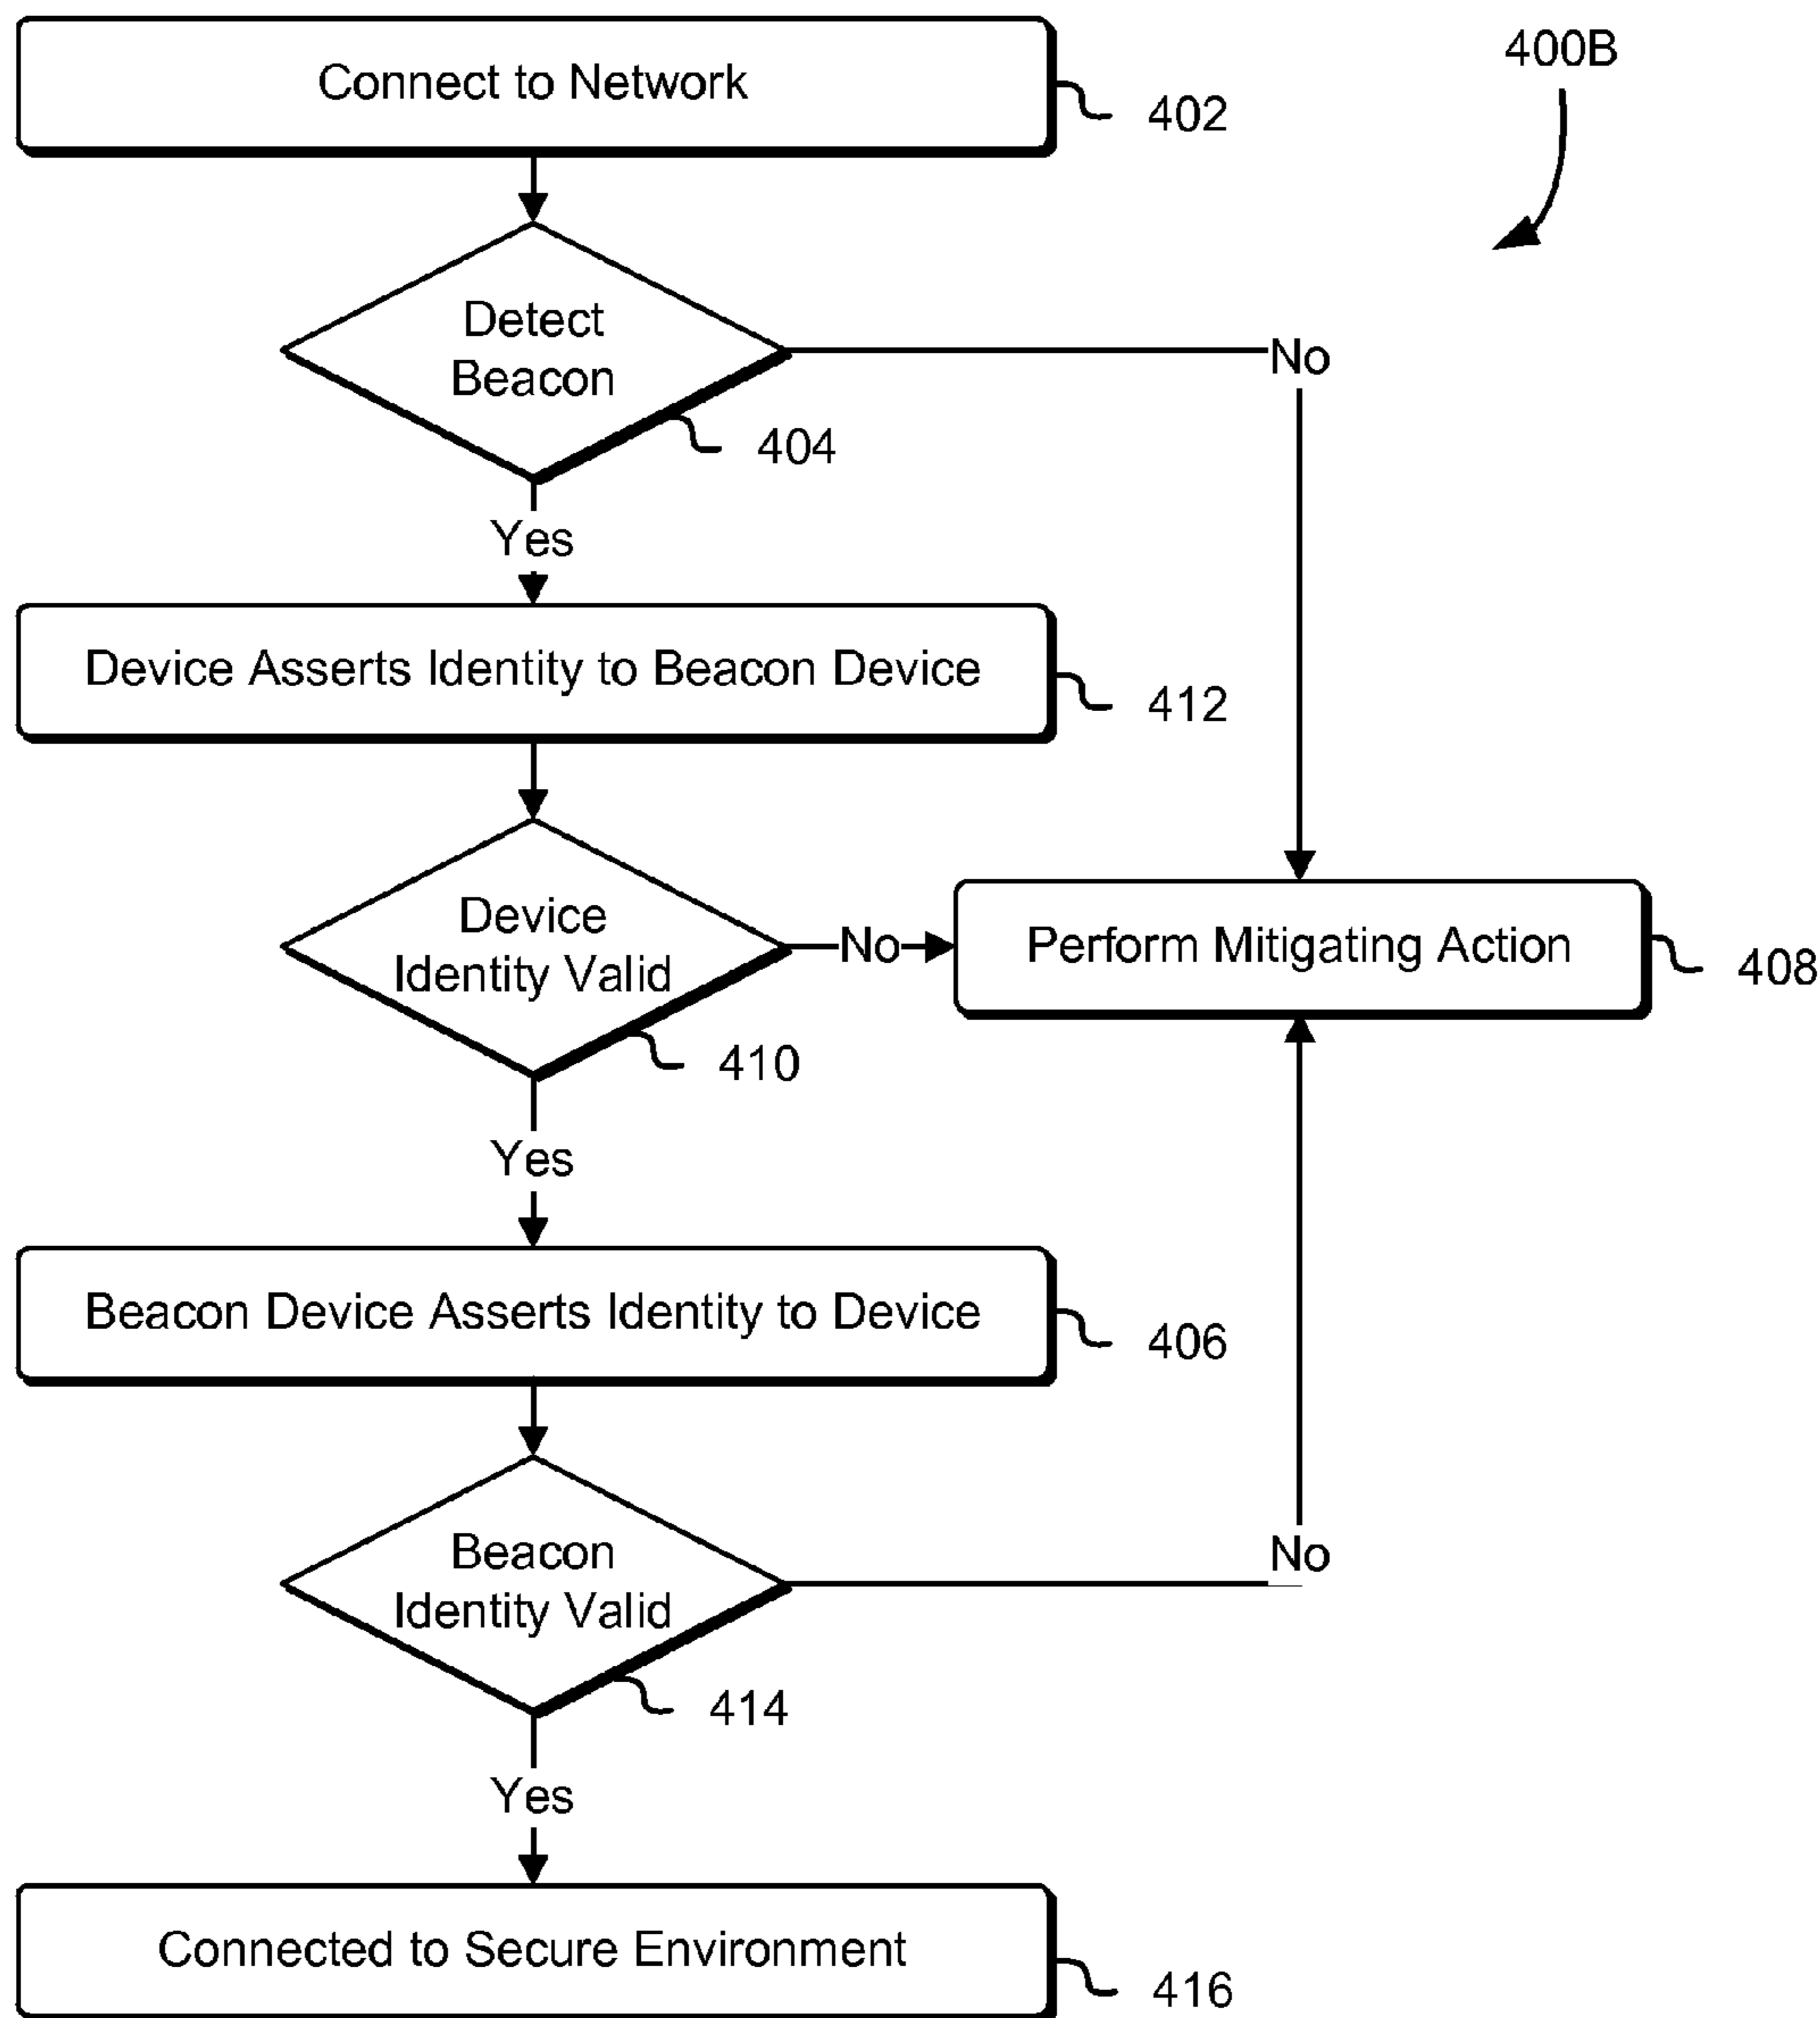 Connect to Network
402
400B
Detect
Beacon
404
No
Yes
Device Asserts Identity to Beacon Device
412
Device
Identity Valid
410
No
Perform Mitigating Action
408
Yes
Beacon Device Asserts Identity to Device
406
Beacon
Identity Valid
414
No
Yes
Connected to Secure Environment
416